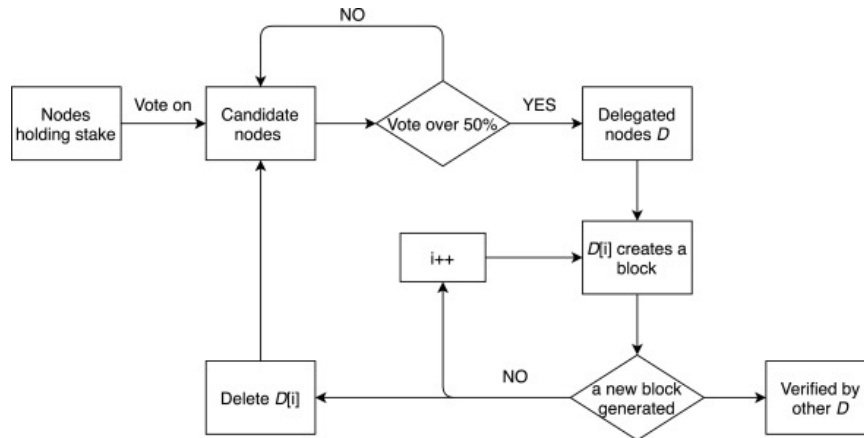 NO
Nodes
holding stake
Vote on
Candidate
nodes
Vote over 50%
YES
Delegated
nodes D
i++
D[i] creates a
block
Delete D[i]
NO
a new block
generated
Verified by
other D